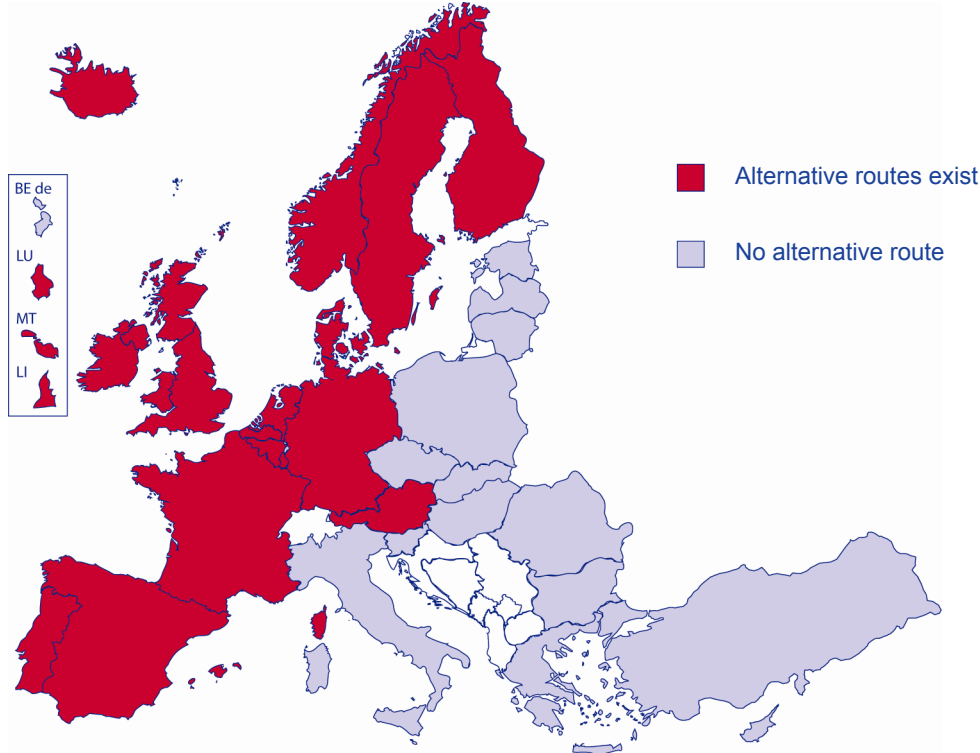 BE de
LU
MT
LI
Alternative routes exist
No alternative route